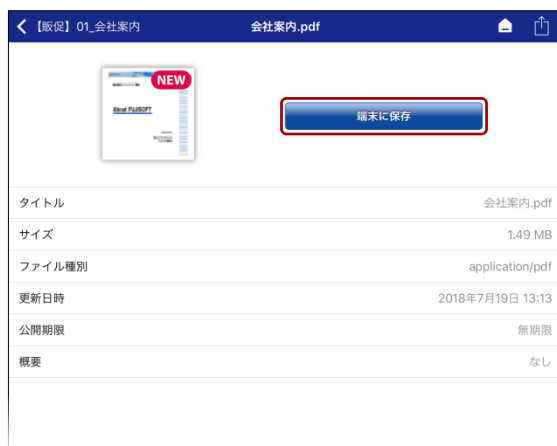 【販促】01_会社案内 会社案内.pdf
NEW
About FUJISOFT
端末に保存
タイトル 会社案内.pdf
サイズ 1.49 MB
ファイル種別 application/pdf
更新日時 2018年7月19日 13:13
公開期限 無期限
概要 なし